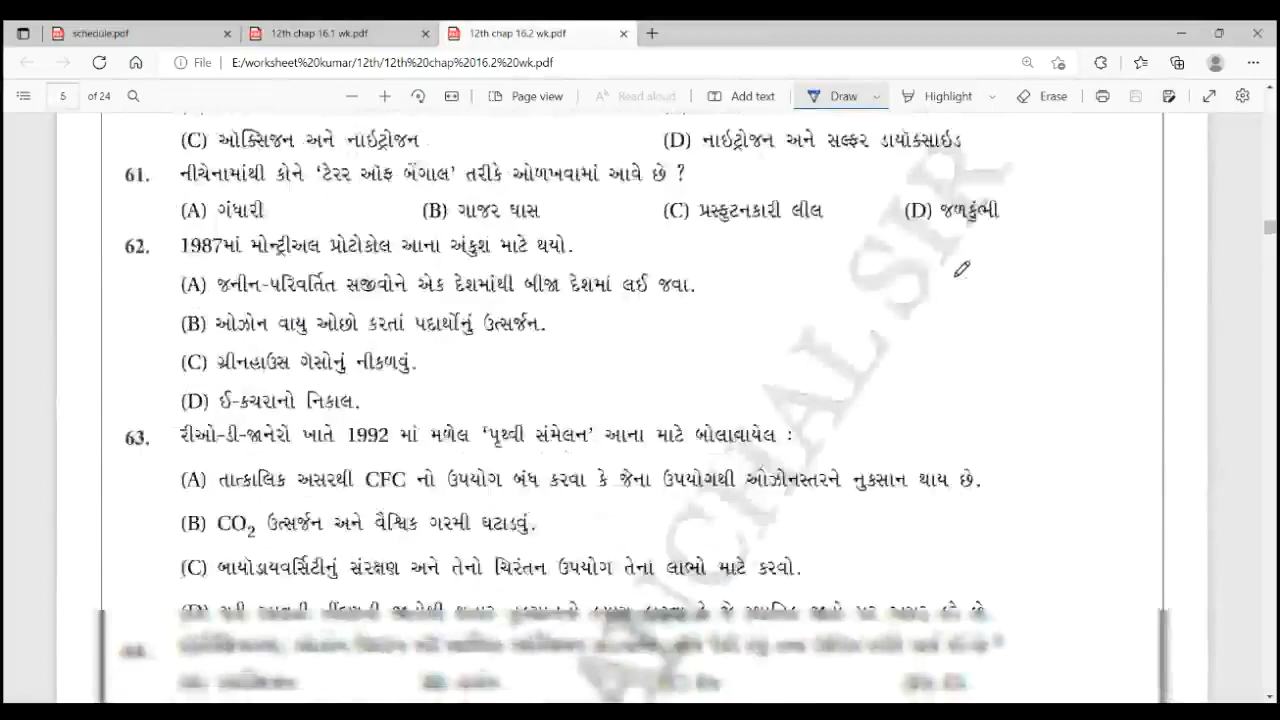 schedule.pdf
12th chap 16.1 wk.pdf
12th chap 16.2 wk.pdf
File
E:/worksheet%20kumar/12th/12th%20chap%2016.2%20wk.pdf
5 of 24
Page view
Read aloud
Add text
Draw
Highlight
Erase
(C) ઑક્સિજન અને નાઇટ્રોજન (D) નાઇટ્રોજન અને સલ્ફર ડાયૉક્સાઇડ
61. નીચેનામાંથી કોને ‘ટેરર ઑફ બેંગાલ’ તરીકે ઓળખવામાં આવે છે ?
(A) ગંધારી (B) ગાજર ઘાસ (C) પ્રસ્ફુટનકારી લીલ (D) જળકુંભી
62. 1987માં મોન્ટ્રીઅલ પ્રોટોકોલ આના અંકુશ માટે થયો.
(A) જનીન-પરિવર્તિત સજીવોને એક દેશમાંથી બીજા દેશમાં લઈ જવા.
(B) ઓઝોન વાયુ ઓછો કરતાં પદાર્થોનું ઉત્સર્જન.
(C) ગ્રીનહાઉસ ગેસોનું નીકળવું.
(D) ઈ-કચરાનો નિકાલ.
63. રીઓ-ડી-જાનેરો ખાતે 1992 માં મળેલ ‘પૃથ્વી સંમેલન’ આના માટે બોલાવાયેલ :
(A) તાત્કાલિક અસરથી CFC નો ઉપયોગ બંધ કરવા કે જેના ઉપયોગથી ઓઝોનસ્તરને નુકસાન થાય છે.
(B) CO₂ ઉત્સર્જન અને વૈશ્વિક ગરમી ઘટાડવું.
(C) બાયૉડાયવર્સિટીનું સંરક્ષણ અને તેનો ચિરંતન ઉપયોગ તેના લાભો માટે કરવો.
ANCHAL SIR